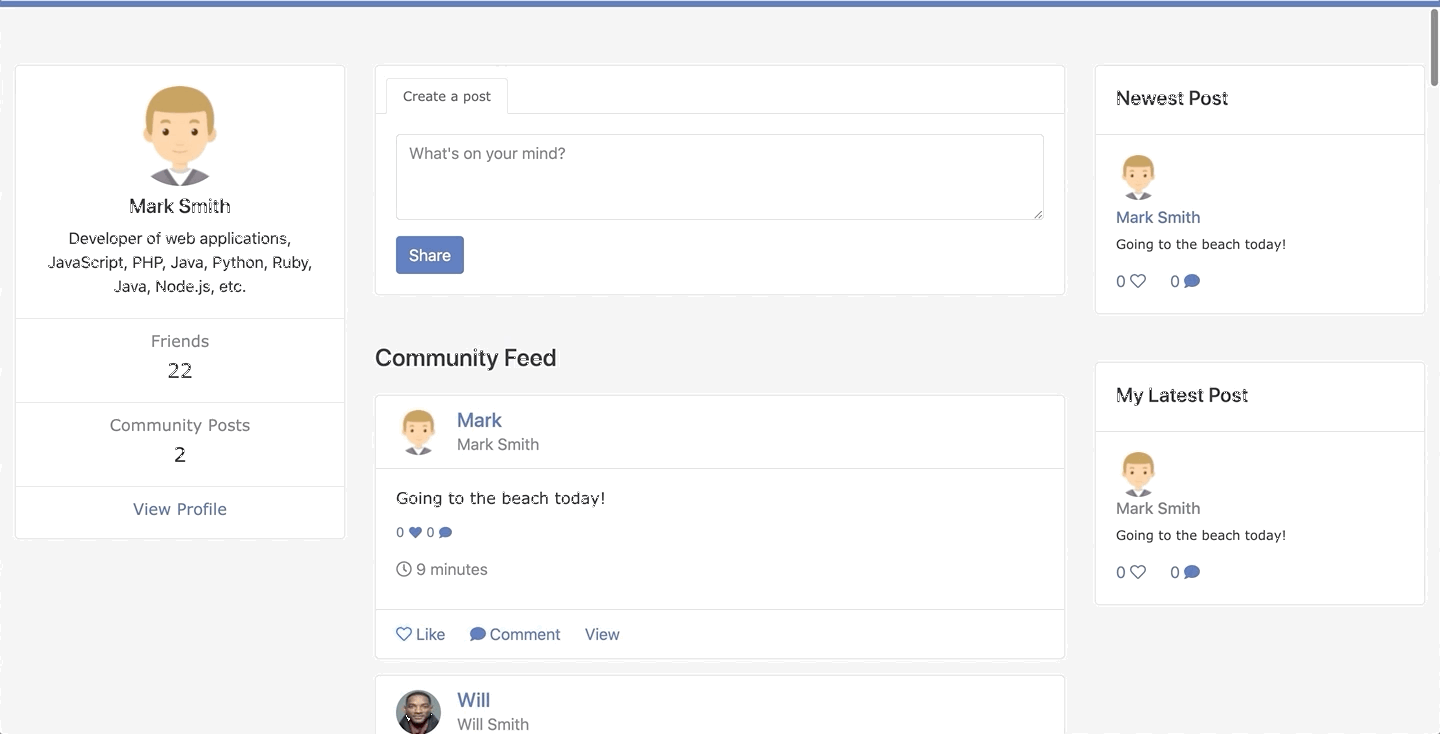 Mark Smith
Developer of web applications,
JavaScript, PHP, Java, Python, Ruby,
Java, Node.js, etc.
Friends
22
Community Posts
2
View Profile
Create a post
What's on your mind?
Share
Community Feed
Mark
Mark Smith
Going to the beach today!
0 0
9 minutes
Like Comment View
Will
Will Smith
Newest Post
Mark Smith
Going to the beach today!
0 0
My Latest Post
Mark Smith
Going to the beach today!
0 0